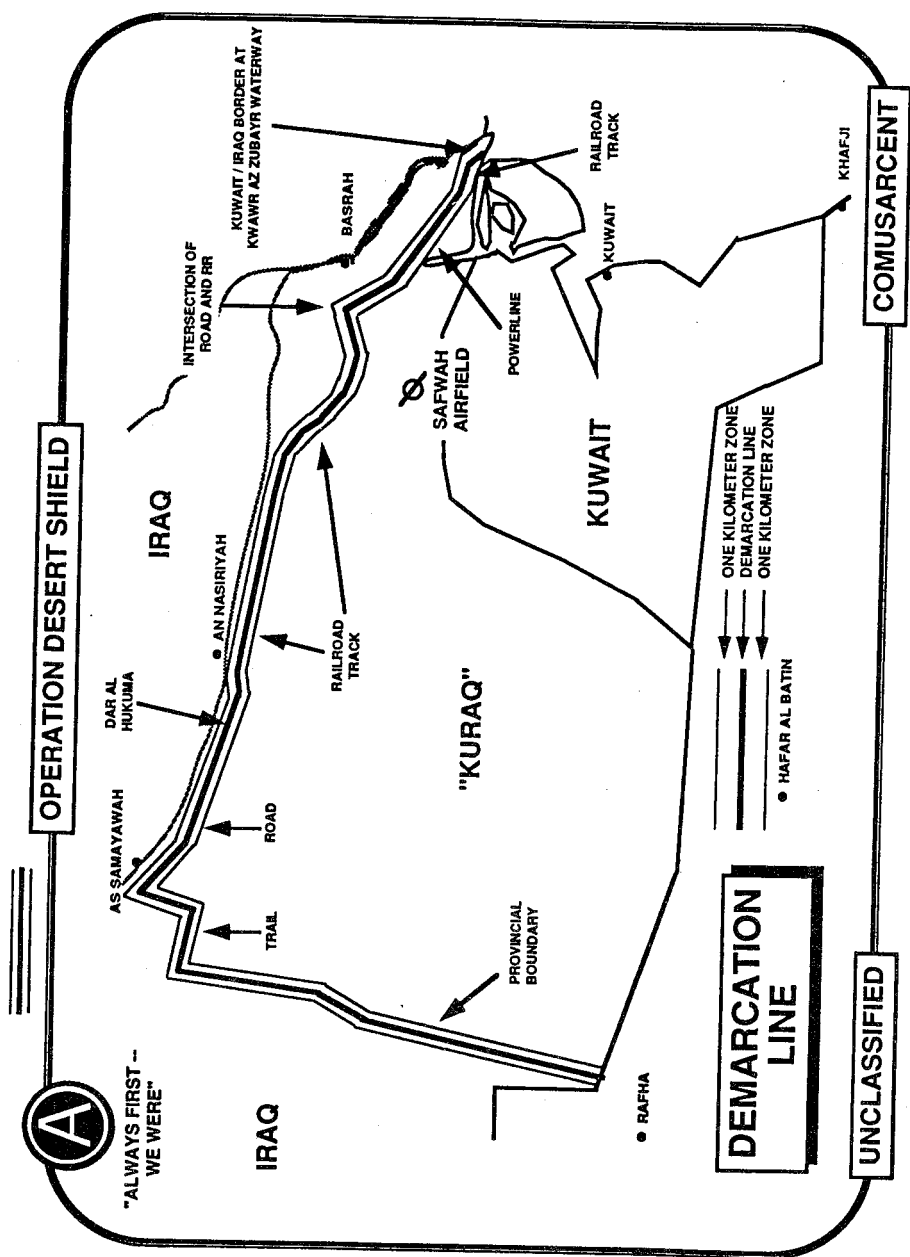 OPERATION DESERT SHIELD
A
"ALWAYS FIRST --
WE WERE"
IRAQ
AS SAMAYAWAH
DAR AL
HUKUMA
AN NASIRIYAH
IRAQ
INTERSECTION OF
ROAD AND RR
KUWAIT / IRAQ BORDER AT
KWAWR AZ ZUBAYR WATERWAY
BASRAH
TRAIL
ROAD
RAILROAD
TRACK
SAFWAH
AIRFIELD
POWERLINE
RAILROAD
TRACK
PROVINCIAL
BOUNDARY
"KURAQ"
KUWAIT
KUWAIT
KHAFJI
RAFHA
DEMARCATION
LINE
ONE KILOMETER ZONE
DEMARCATION LINE
ONE KILOMETER ZONE
HAFAR AL BATIN
UNCLASSIFIED
COMUSARCENT